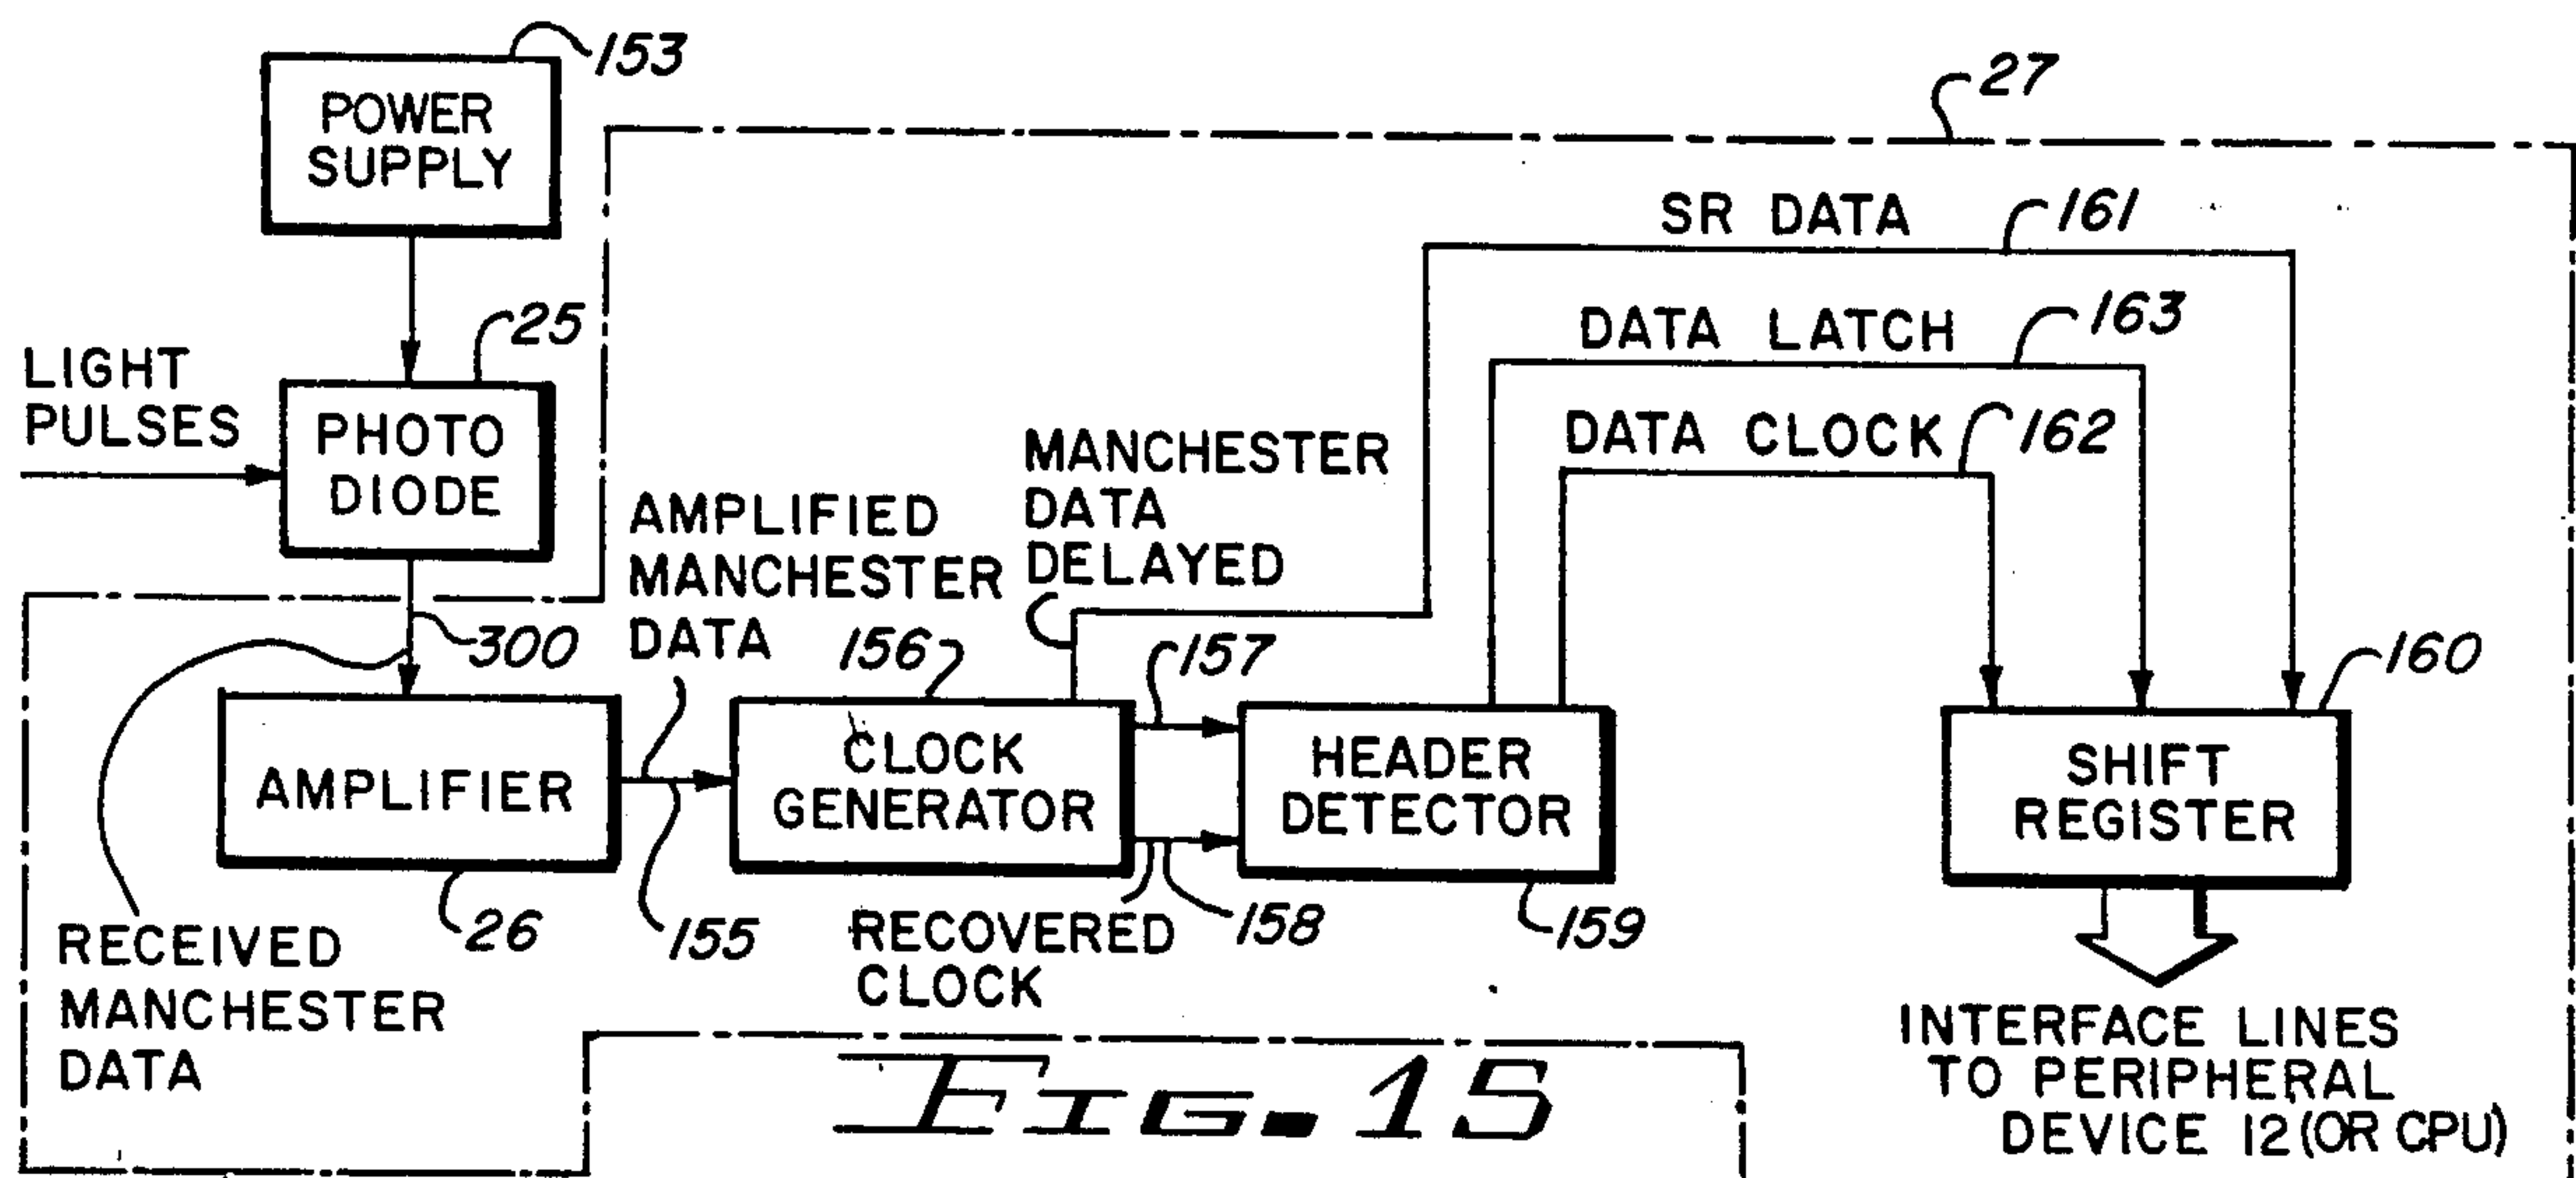 153
POWER
SUPPLY
27
SR DATA
161
25
DATA LATCH
163
LIGHT
PULSES
PHOTO
DIODE
DATA CLOCK
162
MANCHESTER
DATA
DELAYED
AMPLIFIED
MANCHESTER
DATA
300
156
157
160
AMPLIFIER
CLOCK
GENERATOR
HEADER
DETECTOR
SHIFT
REGISTER
26
155
RECOVERED
CLOCK
158
159
RECEIVED
MANCHESTER
DATA
INTERFACE LINES
TO PERIPHERAL
DEVICE 12 (OR CPU)
FIG. 15